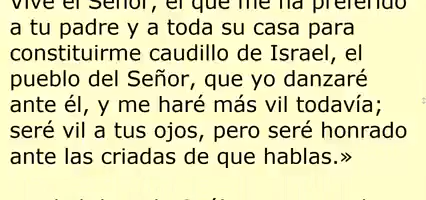 Vive el Señor, el que me ha preferido
a tu padre y a toda su casa para
constituirme caudillo de Israel, el
pueblo del Señor, que yo danzaré
ante él, y me haré más vil todavía;
seré vil a tus ojos, pero seré honrado
ante las criadas de que hablas.»